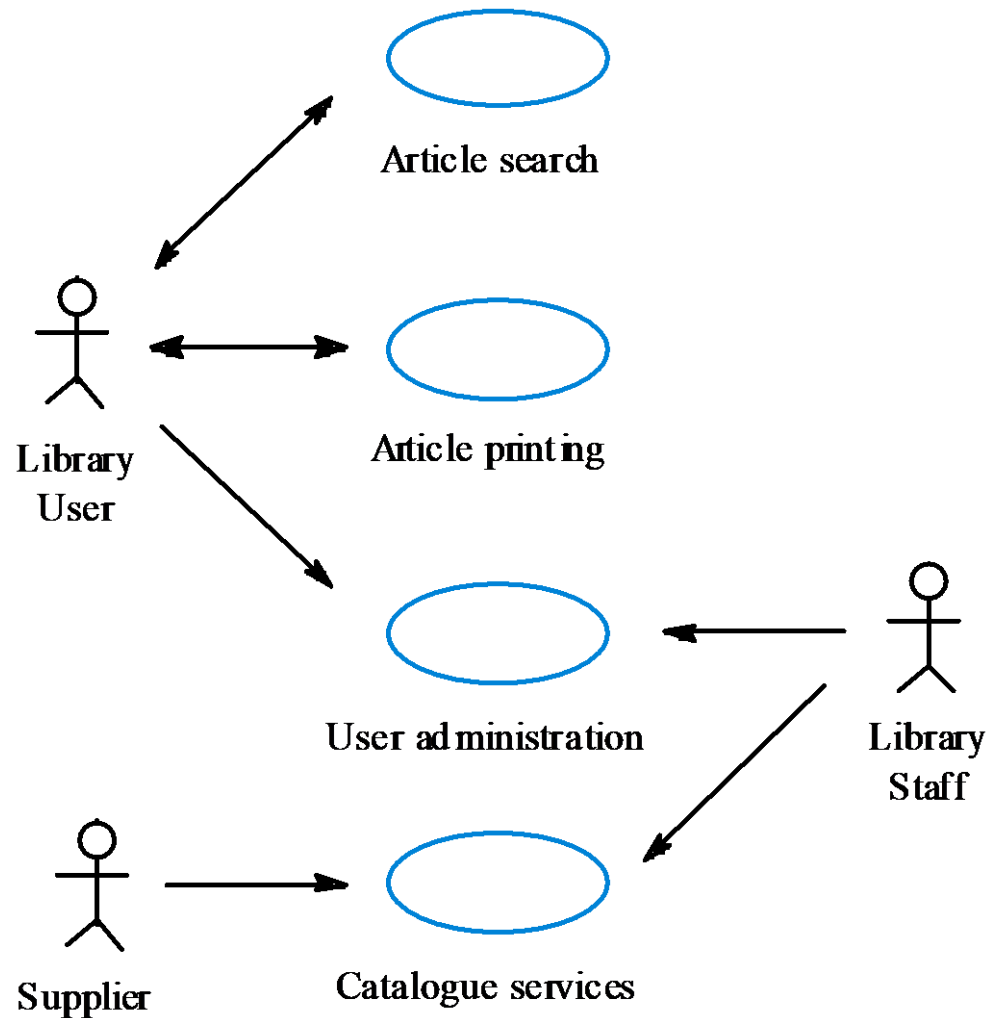 Article search
Article printing
Library
User
User administration
Library
Staff
Catalogue services
Supplier